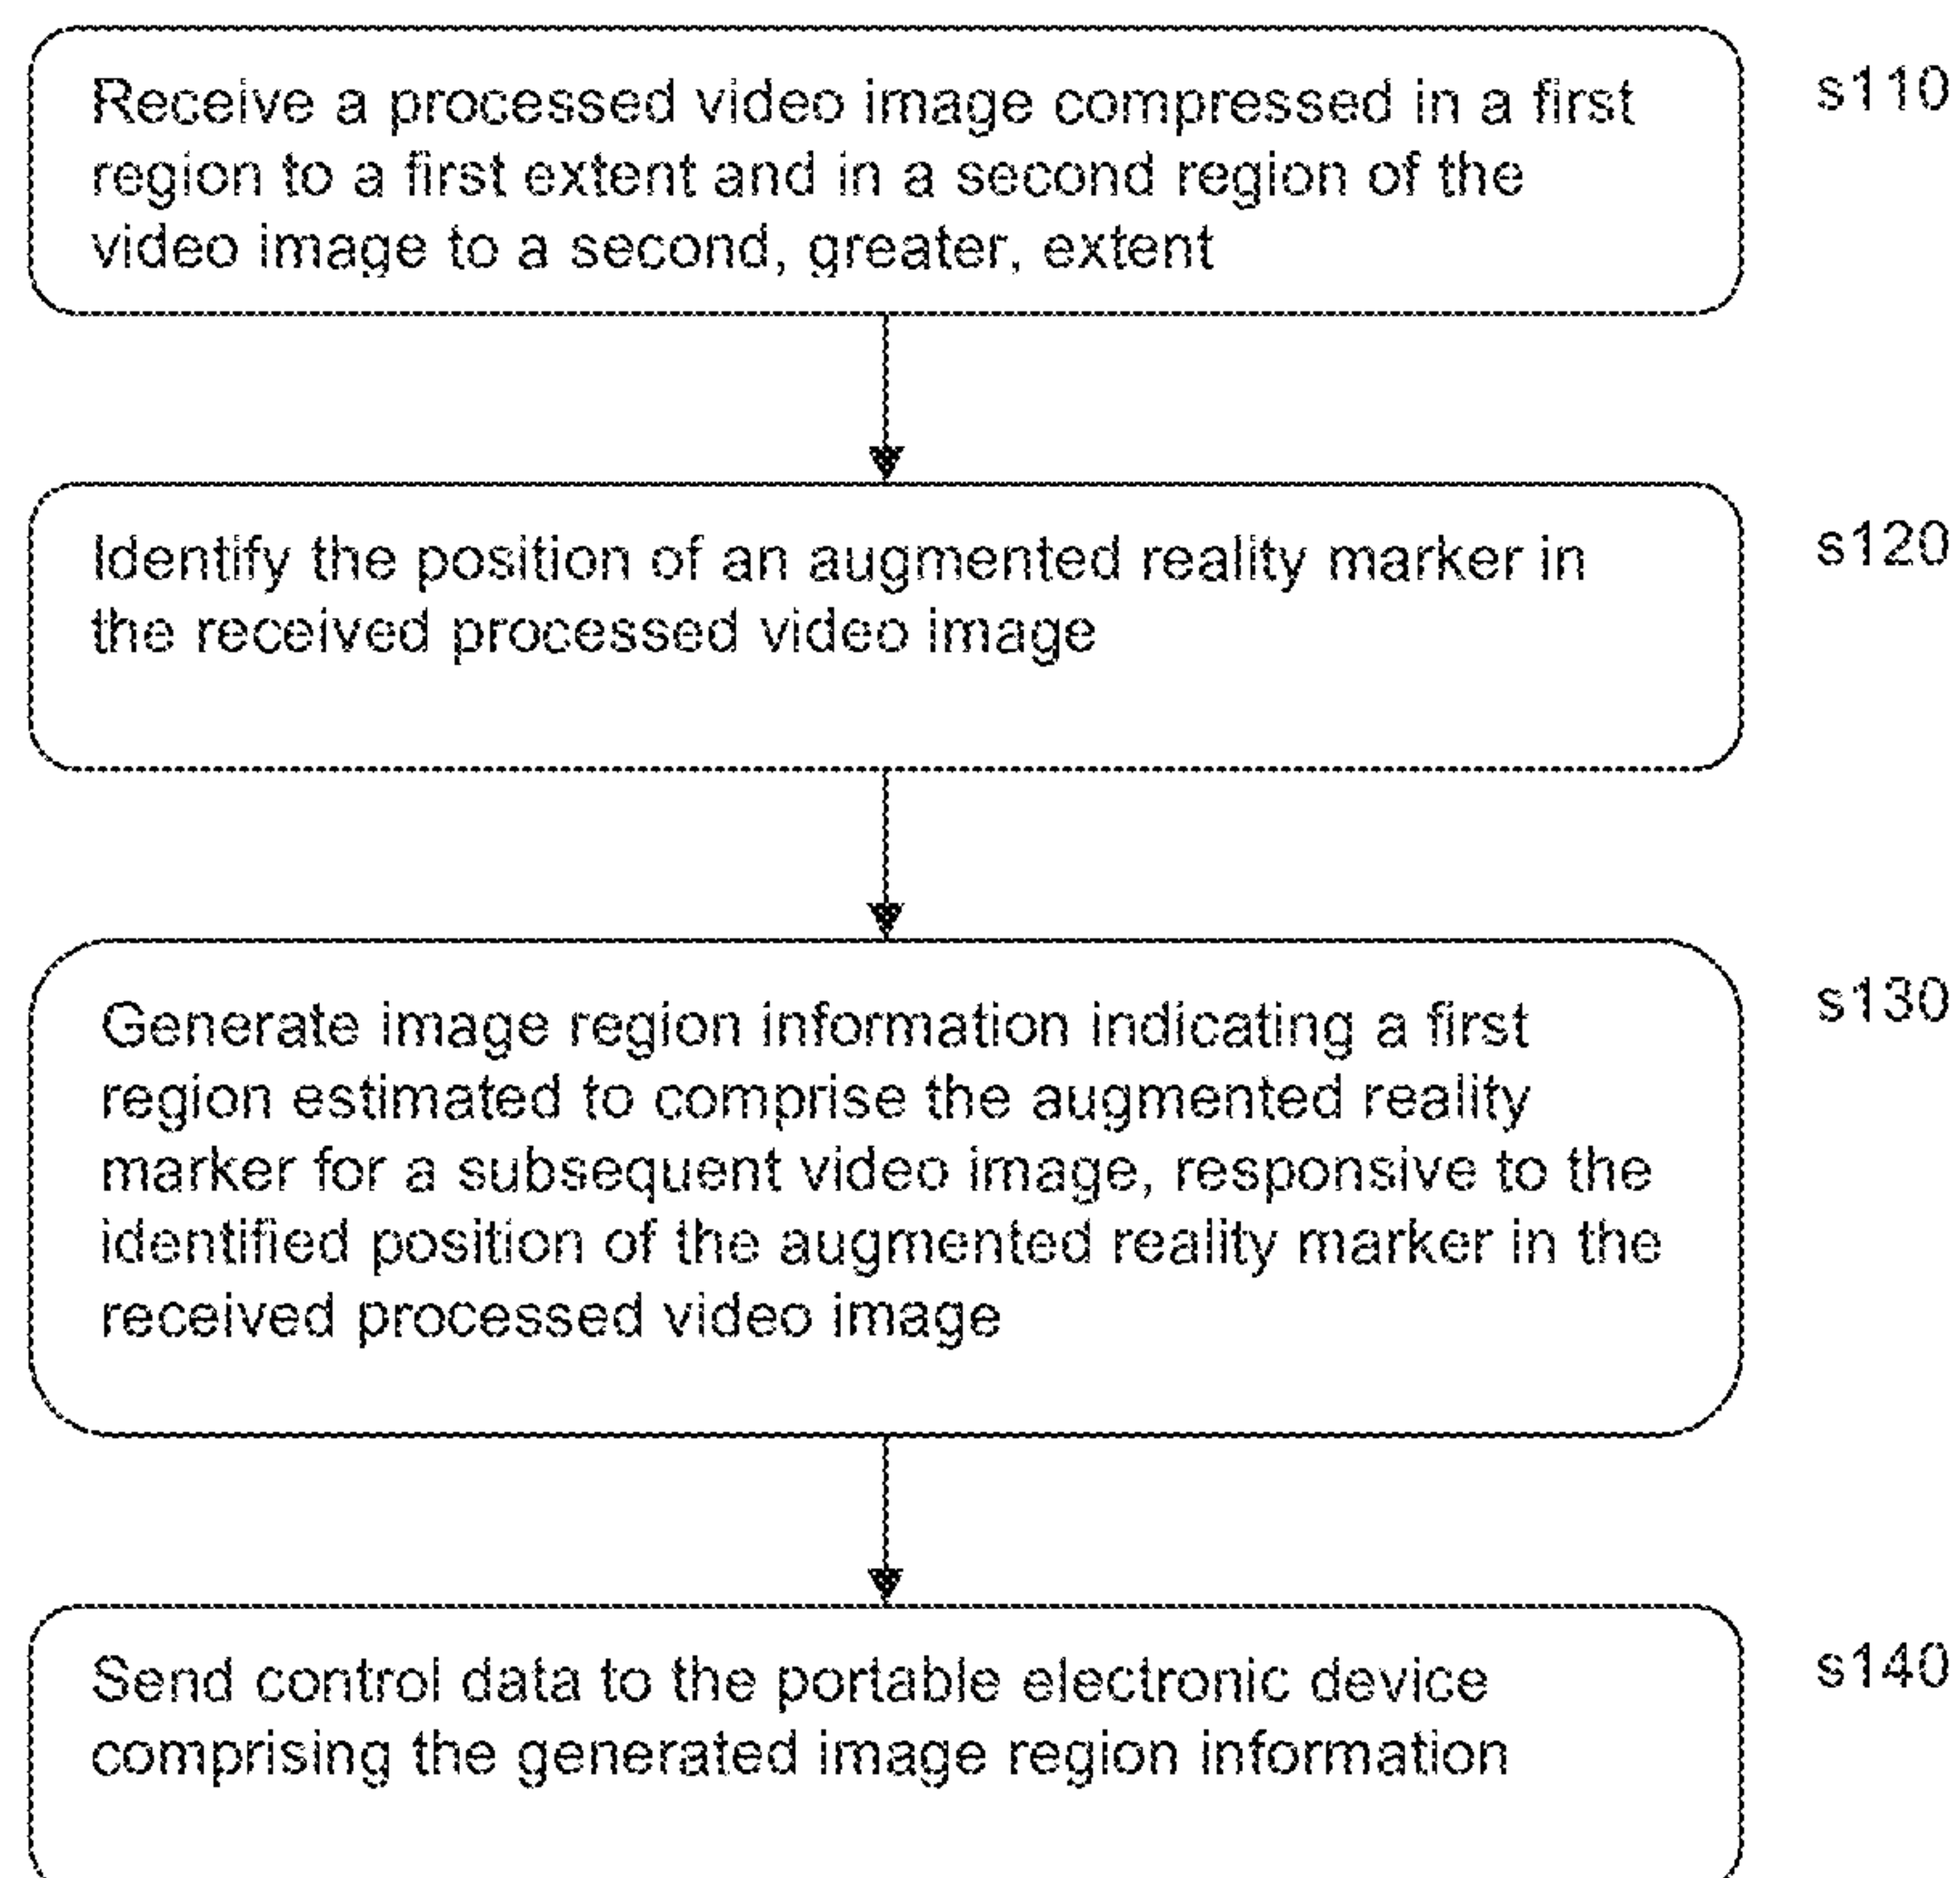 Receive a processed video image compressed in a first
s110
region to a first extent and in a second region of the
video image to a second, greater, extent
Identify the position of an augmented reality marker in
s120
the received processed video image
Generate image region information indicating a first
s130
region estimated to comprise the augmented reality
marker for a subsequent video image, responsive to the
identified position of the augmented reality marker in the
received processed video image
Send control data to the portable electronic device
s140
comprising the generated image region information